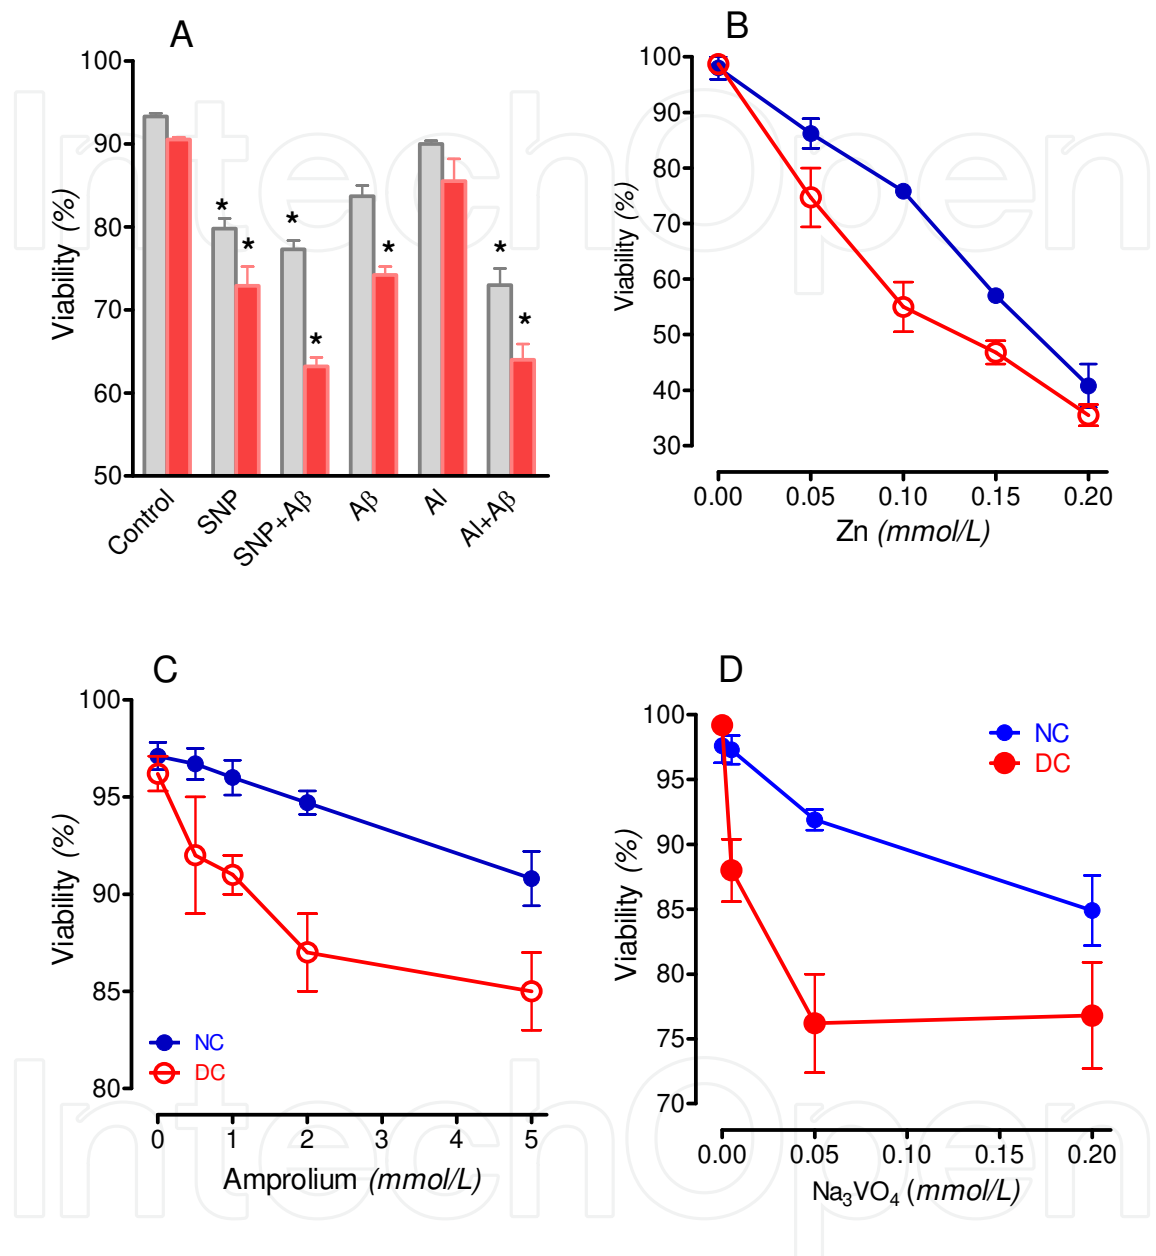 A
100
90
80
70
60
50
Viability (%)
* * * * * * *
Control
SNP
SNP+Aβ
Aβ
Al
Al+Aβ
B
100
90
80
70
60
50
40
30
Viability (%)
0.00 0.05 0.10 0.15 0.20
Zn (mmol/L)
C
100
95
90
85
80
Viability (%)
NC
DC
0 1 2 3 4 5
Amprolium (mmol/L)
D
100
95
90
85
80
75
70
Viability (%)
NC
DC
0.00 0.05 0.10 0.15 0.20
Na₃VO₄ (mmol/L)
IntechOpen
IntechOpen